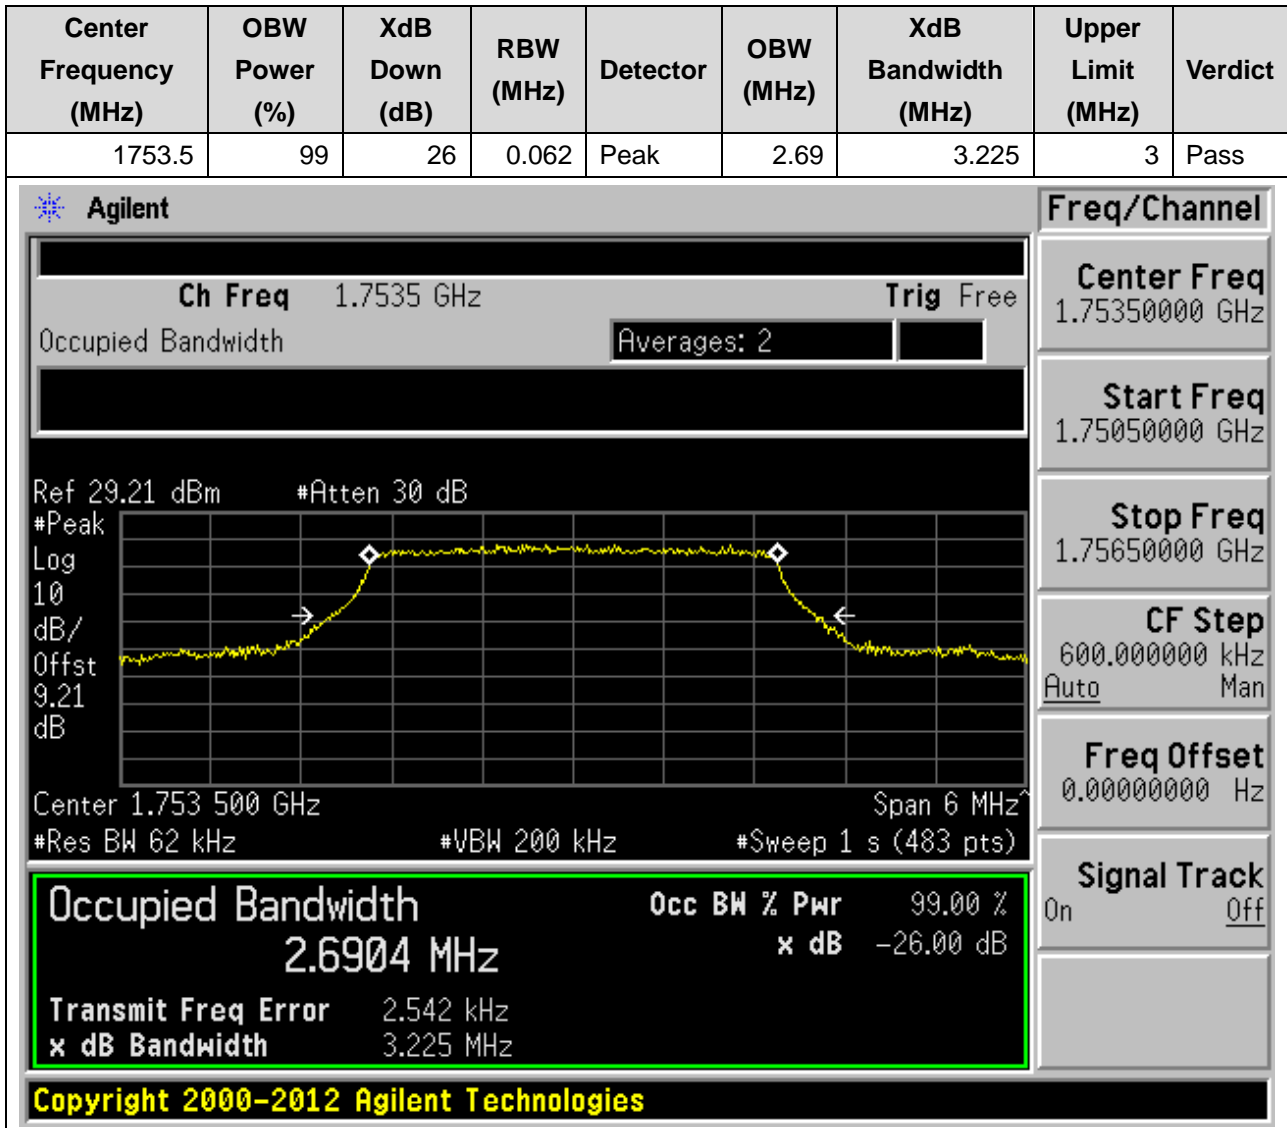 Center Frequency (MHz) OBW Power (%) XdB Down (dB) RBW (MHz) Detector OBW (MHz) XdB Bandwidth (MHz) Upper Limit (MHz) Verdict
1753.5 99 26 0.062 Peak 2.69 3.225 3 Pass
Agilent
Freq/Channel
Ch Freq 1.7535 GHz Trig Free
Occupied Bandwidth Averages: 2
Center Freq
1.75350000 GHz
Start Freq
1.75050000 GHz
Stop Freq
1.75650000 GHz
CF Step
600.000000 kHz
Auto Man
Freq Offset
0.00000000 Hz
Signal Track
On Off
Ref 29.21 dBm #Atten 30 dB
#Peak
Log
10
dB/
Offst
9.21
dB
Center 1.753 500 GHz Span 6 MHz^
#Res BW 62 kHz #VBW 200 kHz #Sweep 1 s (483 pts)
Occupied Bandwidth Occ BW % Pwr 99.00 %
2.6904 MHz x dB -26.00 dB
Transmit Freq Error 2.542 kHz
x dB Bandwidth 3.225 MHz
Copyright 2000-2012 Agilent Technologies